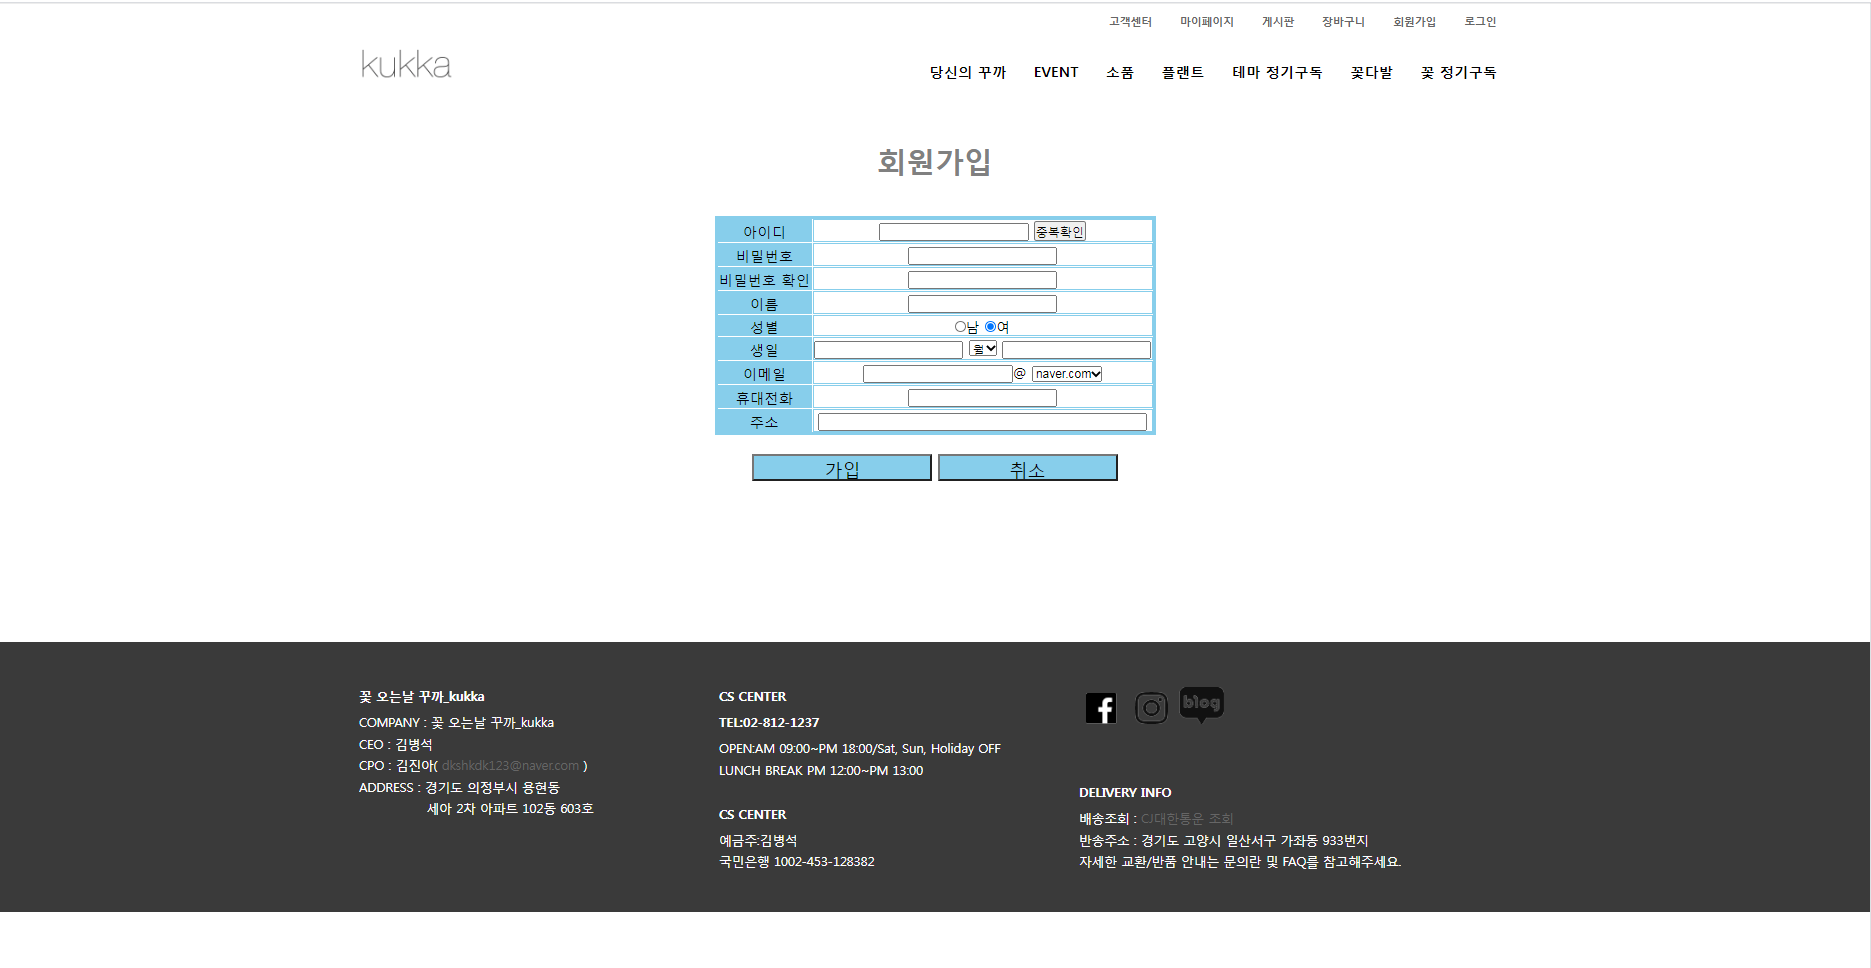 고객센터 마이페이지 게시판 장바구니 회원가입 로그인
kukka
당신의 꾸까 EVENT 소품 플랜트 테마 정기구독 꽃다발 꽃 정기구독
회원가입
아이디 중복확인
비밀번호
비밀번호 확인
이름
성별 남 여
생일 월
이메일 @ naver.com
휴대전화
주소
가입 취소
꽃 오는날 꾸까_kukka
COMPANY : 꽃 오는날 꾸까_kukka
CEO : 김병석
CPO : 김진아( dkshkdk123@naver.com )
ADDRESS : 경기도 의정부시 용현동
세아 2차 아파트 102동 603호
CS CENTER
TEL:02-812-1237
OPEN:AM 09:00~PM 18:00/Sat, Sun, Holiday OFF
LUNCH BREAK PM 12:00~PM 13:00
CS CENTER
예금주:김병석
국민은행 1002-453-128382
blog
DELIVERY INFO
배송조회 : CJ대한통운 조회
반송주소 : 경기도 고양시 일산서구 가좌동 933번지
자세한 교환/반품 안내는 문의란 및 FAQ를 참고해주세요.